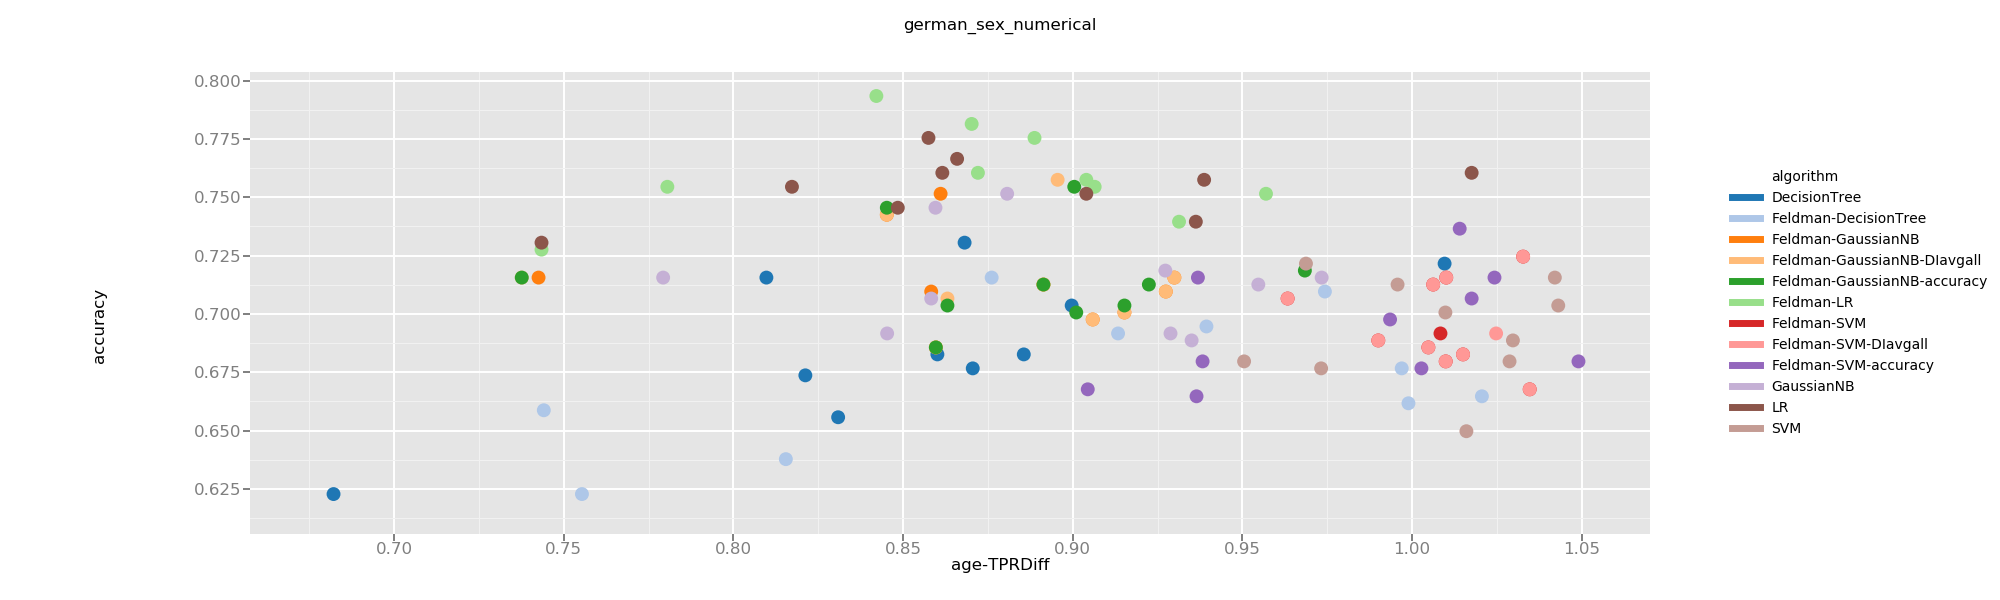 german_sex_numerical
accuracy
0.800
0.775
0.750
0.725
0.700
0.675
0.650
0.625
0.70 0.75 0.80 0.85 0.90 0.95 1.00 1.05
age-TPRDiff
algorithm
DecisionTree
Feldman-DecisionTree
Feldman-GaussianNB
Feldman-GaussianNB-DIavgall
Feldman-GaussianNB-accuracy
Feldman-LR
Feldman-SVM
Feldman-SVM-DIavgall
Feldman-SVM-accuracy
GaussianNB
LR
SVM